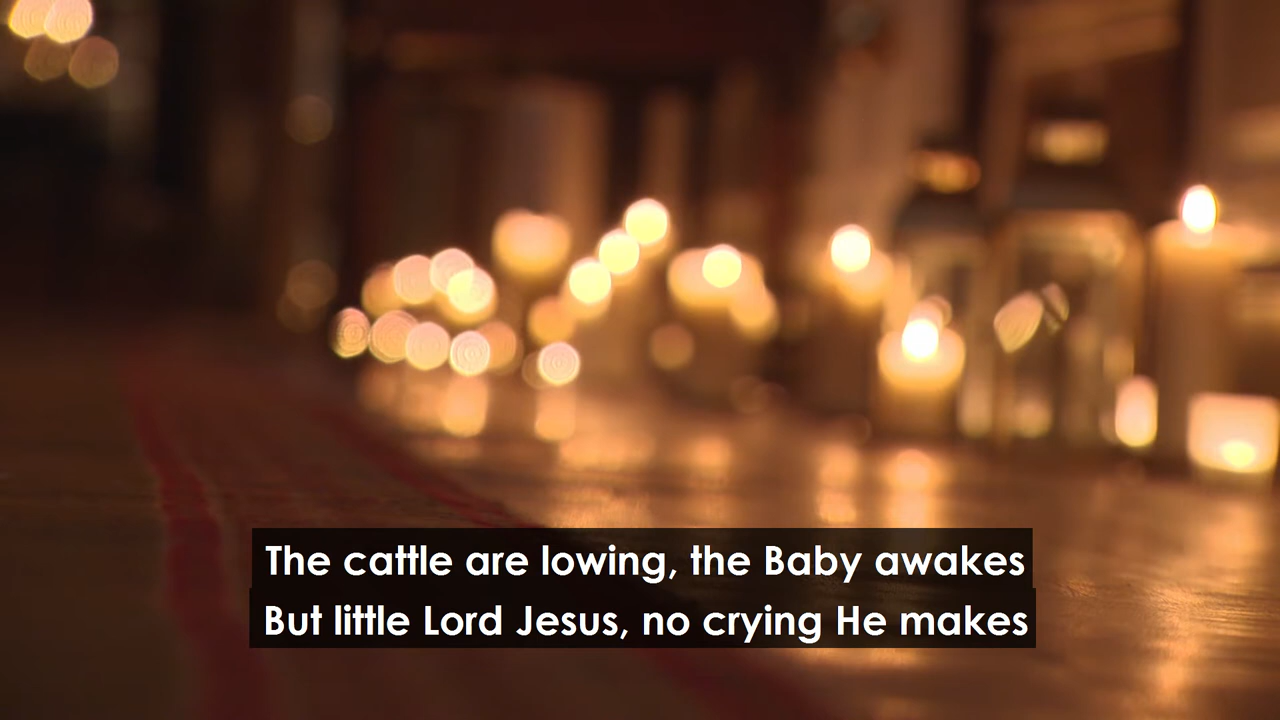 The cattle are lowing, the Baby awakes
But little Lord Jesus, no crying He makes